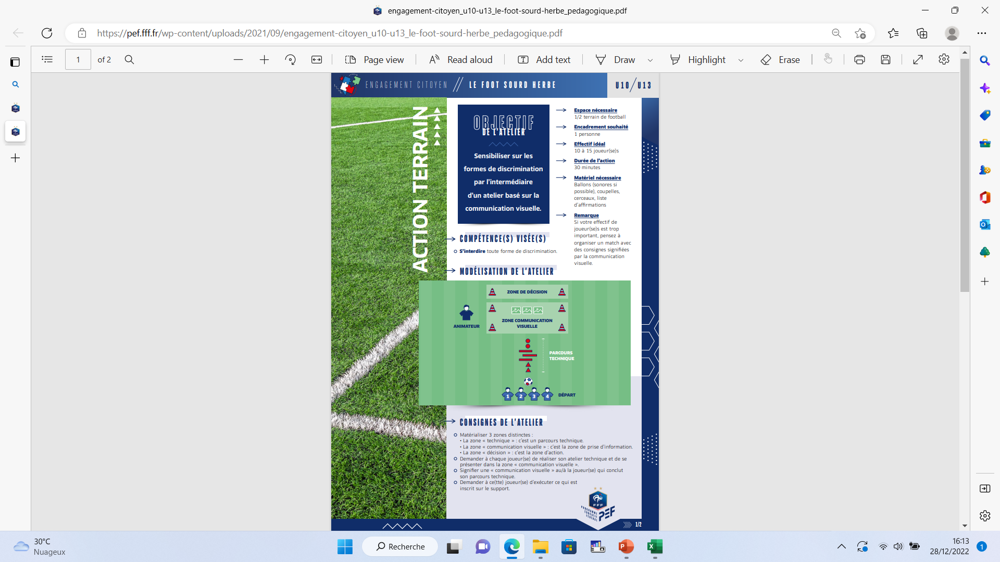 engagement-citoyen_u10-u13_le-foot-sourd-herbe_pedagogique.pdf
https://pef.fff.fr/wp-content/uploads/2021/09/engagement-citoyen_u10-u13_le-foot-sourd-herbe_pedagogique.pdf
1 of 2 Page view Read aloud Add text Draw Highlight Erase
ENGAGEMENT CITOYEN // LE FOOT SOURD HERBE U10/U13
ACTION TERRAIN
OBJECTIF
DE L'ATELIER
Sensibiliser sur les
formes de discrimination
par l'intermédiaire
d'un atelier basé sur la
communication visuelle.
Espace nécessaire
1/2 terrain de football
Encadrement souhaité
1 personne
Effectif idéal
10 à 15 joueur(se)s
Durée de l'action
30 minutes
Matériel nécessaire
Ballons (sonores si
possible), coupelles,
cerceaux, liste
d'affirmations
Remarque
Si votre effectif de
joueur(se)s est trop
important, pensez à
organiser un match avec
des consignes signifiées
par la communication
visuelle.
COMPÉTENCE(S) VISÉE(S)
S'interdire toute forme de discrimination.
MODÉLISATION DE L'ATELIER
ZONE DE DÉCISION
ANIMATEUR
ZONE COMMUNICATION
VISUELLE
PARCOURS
TECHNIQUE
1 2 3 4 DÉPART
CONSIGNES DE L'ATELIER
Matérialiser 3 zones distinctes :
• La zone « technique » : c'est un parcours technique.
• La zone « communication visuelle » : c'est la zone de prise d'information.
• La zone « décision » : c'est la zone d'action.
Demander à chaque joueur(se) de réaliser son atelier technique et de se
présenter dans la zone « communication visuelle ».
Signifier une « communication visuelle » au/à la joueur(se) qui conclut
son parcours technique.
Demander à ce(tte) joueur(se) d'exécuter ce qui est
inscrit sur le support.
FFF
PROGRAMME
ÉDUCATIF
FÉDÉRAL
PEF
1/2
30°C
Nuageux
Recherche
16:13
28/12/2022
1